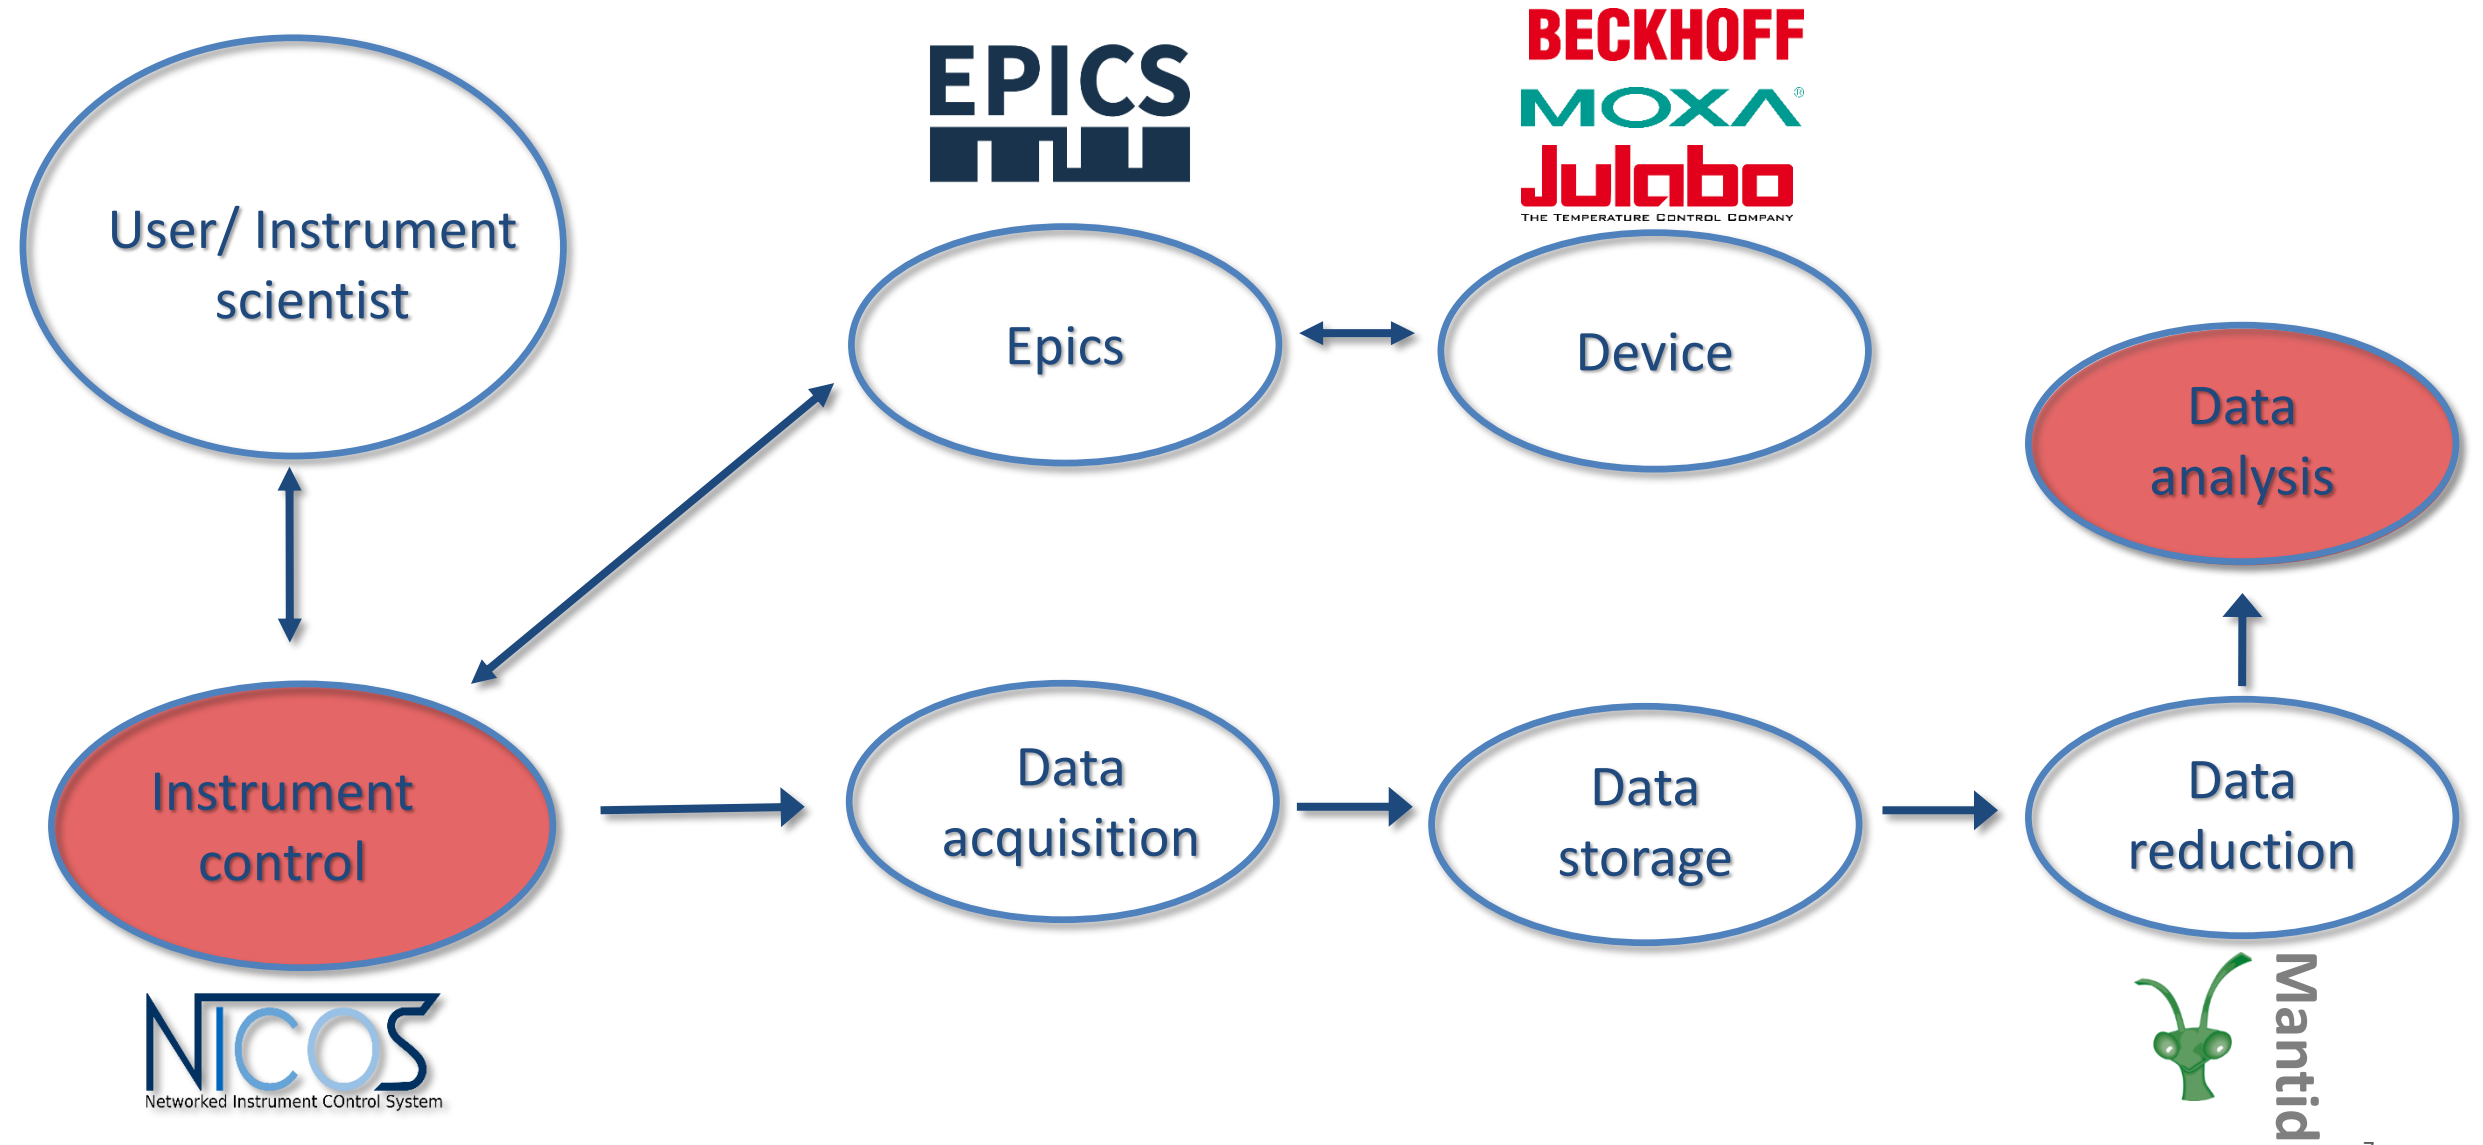 BECKHOFF
EPICS
MOXA®
Julabo
THE TEMPERATURE CONTROL COMPANY
User/ Instrument
scientist
Epics
Device
Data
analysis
Instrument
control
Data
acquisition
Data
storage
Data
reduction
NICOS
Networked Instrument COntrol System
Mantid